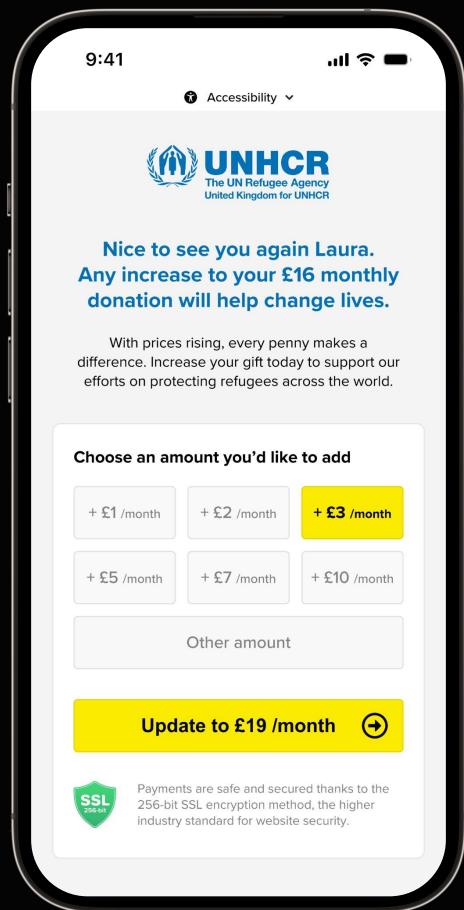 9:41
Accessibility
UNHCR
The UN Refugee Agency
United Kingdom for UNHCR
Nice to see you again Laura.
Any increase to your £16 monthly
donation will help change lives.
With prices rising, every penny makes a
difference. Increase your gift today to support our
efforts on protecting refugees across the world.
Choose an amount you'd like to add
+ £1 /month
+ £2 /month
+ £3 /month
+ £5 /month
+ £7 /month
+ £10 /month
Other amount
Update to £19 /month
SSL
256-bit
Payments are safe and secured thanks to the
256-bit SSL encryption method, the higher
industry standard for website security.